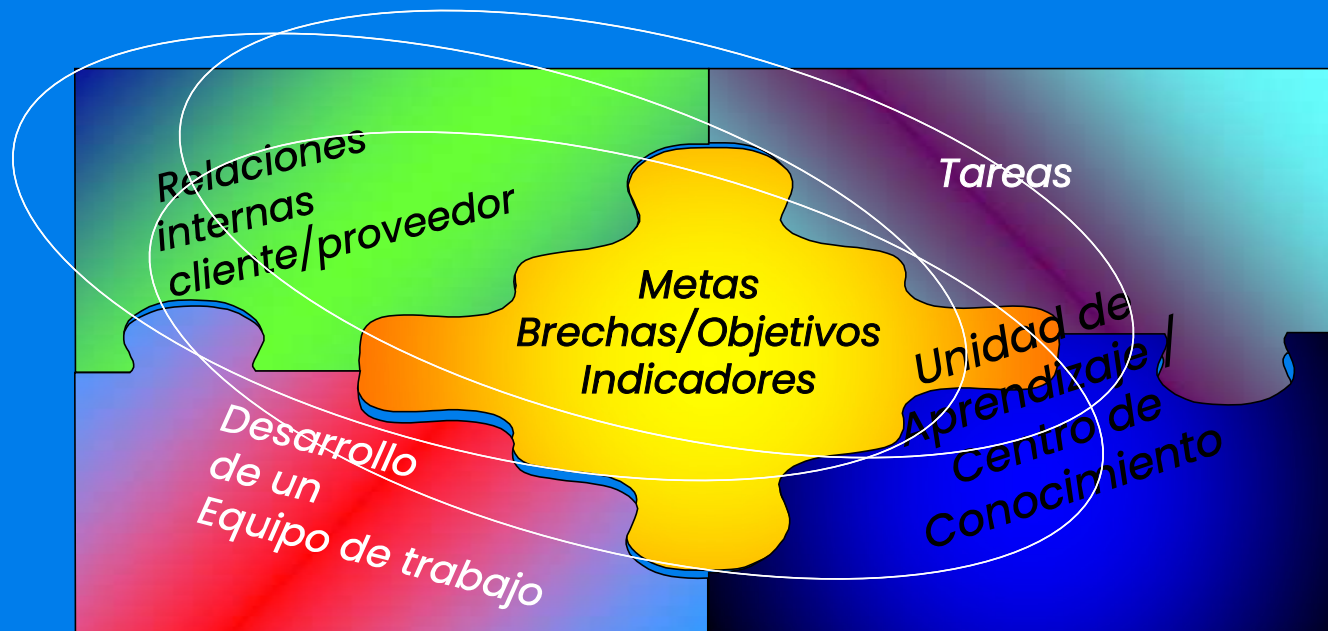 Relaciones
internas
cliente/proveedor
Tareas
Metas
Brechas/Objetivos
Indicadores
Unidad de
Aprendizaje /
Centro de
Conocimiento
Desarrollo
de un
Equipo de trabajo